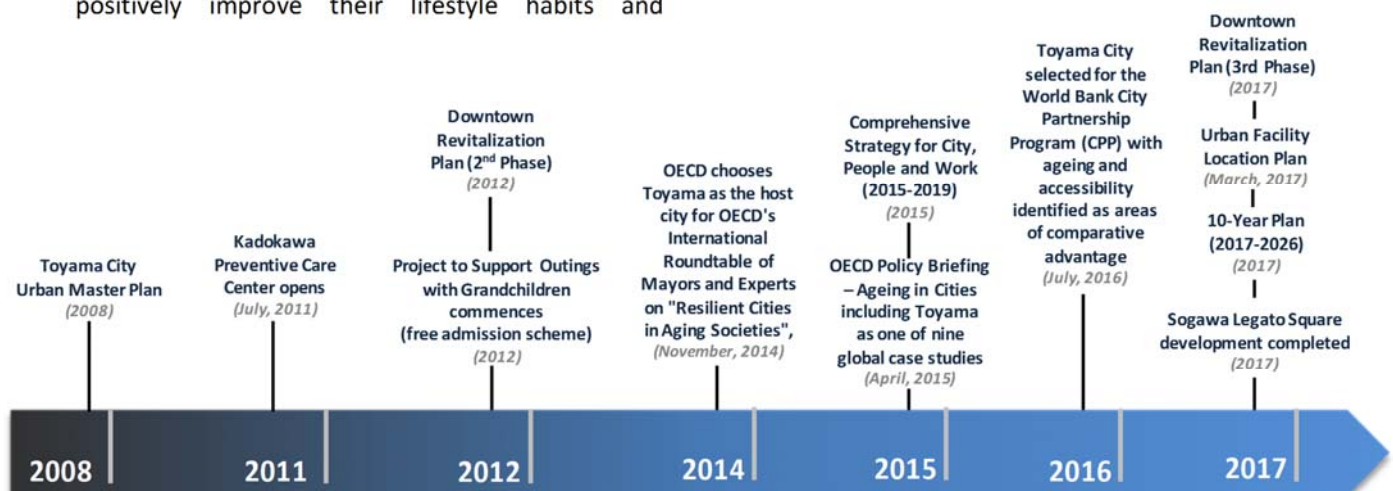 positively improve their lifestyle habits and
Toyama City
Urban Master Plan
(2008)
Kadokawa
Preventive Care
Center opens
(July, 2011)
Downtown
Revitalization
Plan (2nd Phase)
(2012)
Project to Support Outings
with Grandchildren
commences
(free admission scheme)
(2012)
OECD chooses
Toyama as the host
city for OECD's
International
Roundtable of
Mayors and Experts
on "Resilient Cities
in Aging Societies",
(November, 2014)
Comprehensive
Strategy for City,
People and Work
(2015-2019)
(2015)
OECD Policy Briefing
– Ageing in Cities
including Toyama
as one of nine
global case studies
(April, 2015)
Toyama City
selected for the
World Bank City
Partnership
Program (CPP) with
ageing and
accessibility
identified as areas
of comparative
advantage
(July, 2016)
Downtown
Revitalization
Plan (3rd Phase)
(2017)
Urban Facility
Location Plan
(March, 2017)
10-Year Plan
(2017-2026)
(2017)
Sogawa Legato Square
development completed
(2017)
2008
2011
2012
2014
2015
2016
2017